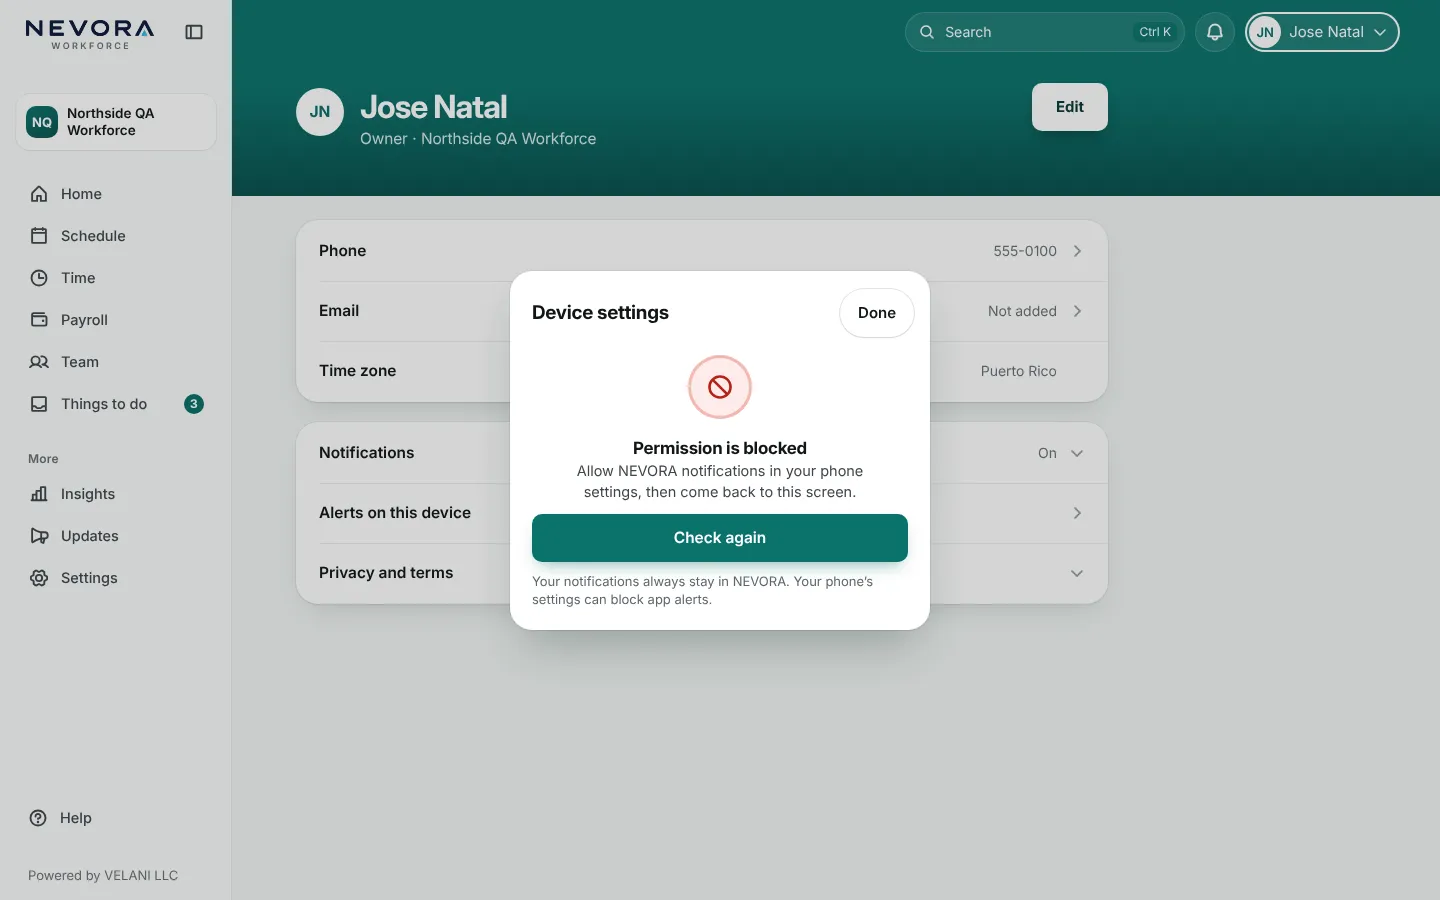 NEVORA
WORKFORCE
Search
Ctrl K
JN
Jose Natal
NQ
Northside QA
Workforce
JN
Jose Natal
Owner · Northside QA Workforce
Edit
Home
Schedule
Time
Payroll
Team
Things to do
3
More
Insights
Updates
Settings
Help
Powered by VELANI LLC
Phone
555-0100
Email
Not added
Time zone
Puerto Rico
Notifications
On
Alerts on this device
Privacy and terms
Device settings
Done
Permission is blocked
Allow NEVORA notifications in your phone
settings, then come back to this screen.
Check again
Your notifications always stay in NEVORA. Your phone’s
settings can block app alerts.